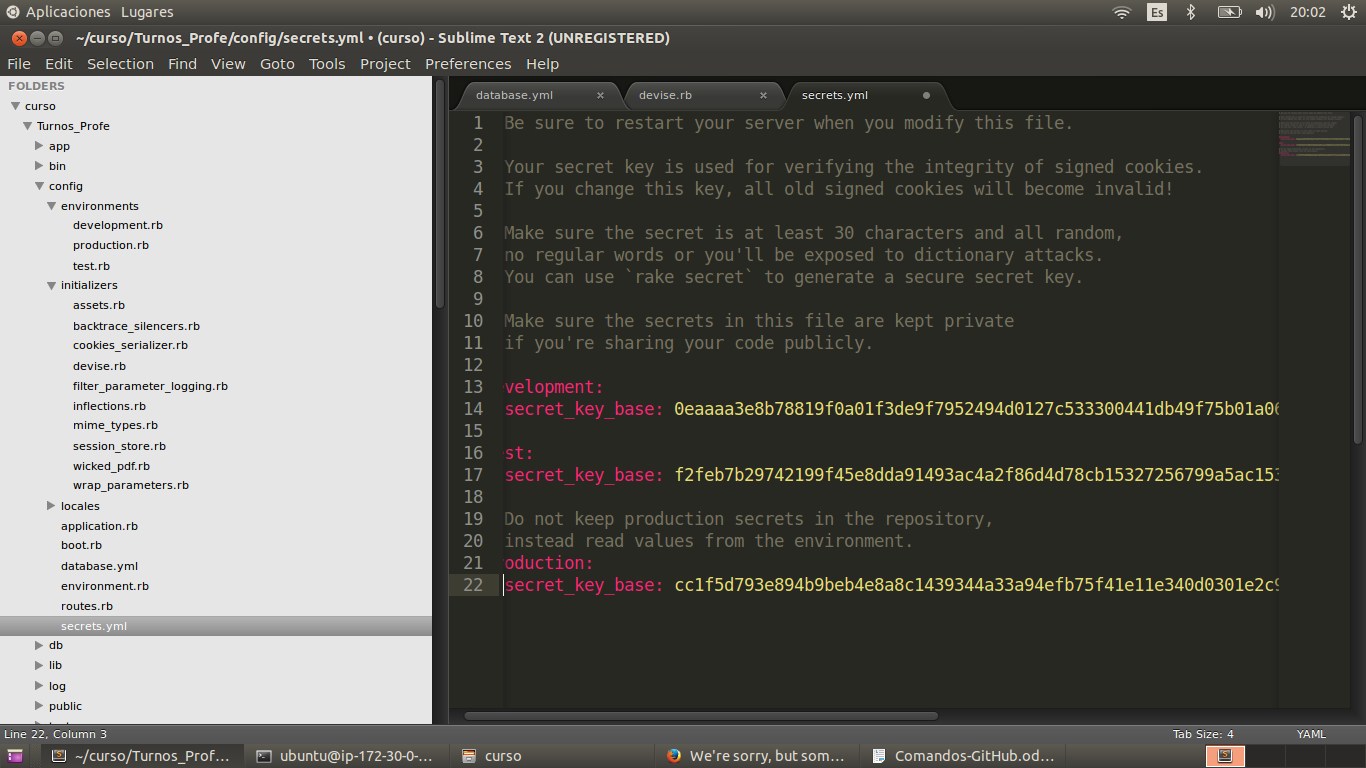 Aplicaciones Lugares
Es
20:02
~/curso/Turnos_Profe/config/secrets.yml • (curso) - Sublime Text 2 (UNREGISTERED)
File Edit Selection Find View Goto Tools Project Preferences Help
FOLDERS
curso
Turnos_Profe
app
bin
config
environments
development.rb
production.rb
test.rb
initializers
assets.rb
backtrace_silencers.rb
cookies_serializer.rb
devise.rb
filter_parameter_logging.rb
inflections.rb
mime_types.rb
session_store.rb
wicked_pdf.rb
wrap_parameters.rb
locales
application.rb
boot.rb
database.yml
environment.rb
routes.rb
secrets.yml
db
lib
log
public
database.yml × devise.rb × secrets.yml
1 Be sure to restart your server when you modify this file.
2
3 Your secret key is used for verifying the integrity of signed cookies.
4 If you change this key, all old signed cookies will become invalid!
5
6 Make sure the secret is at least 30 characters and all random,
7 no regular words or you'll be exposed to dictionary attacks.
8 You can use `rake secret` to generate a secure secret key.
9
10 Make sure the secrets in this file are kept private
11 if you're sharing your code publicly.
12
13 velopment:
14 secret_key_base: 0eaaaa3e8b78819f0a01f3de9f7952494d0127c533300441db49f75b01a06
15
16 st:
17 secret_key_base: f2feb7b29742199f45e8dda91493ac4a2f86d4d78cb15327256799a5ac153
18
19 Do not keep production secrets in the repository,
20 instead read values from the environment.
21 oduction:
22 secret_key_base: cc1f5d793e894b9beb4e8a8c1439344a33a94efb75f41e11e340d0301e2c9
Line 22, Column 3
Tab Size: 4
YAML
~/curso/Turnos_Prof... ubuntu@ip-172-30-0-... curso We're sorry, but som... Comandos-GitHub.od...